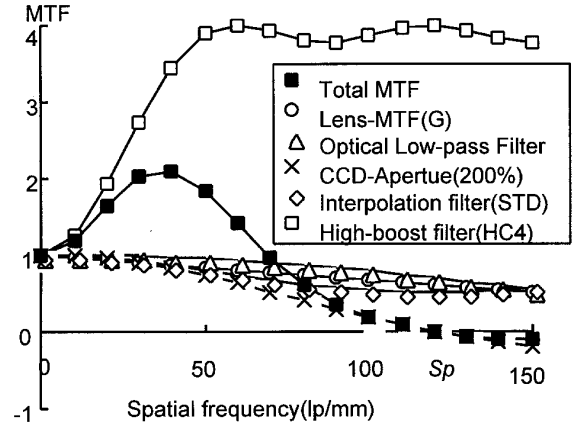 MTF
4
3
2
1
0
-1
Total MTF
Lens-MTF(G)
Optical Low-pass Filter
CCD-Apertue(200%)
Interpolation filter(STD)
High-boost filter(HC4)
0 50 100 Sp 150
Spatial frequency(lp/mm)